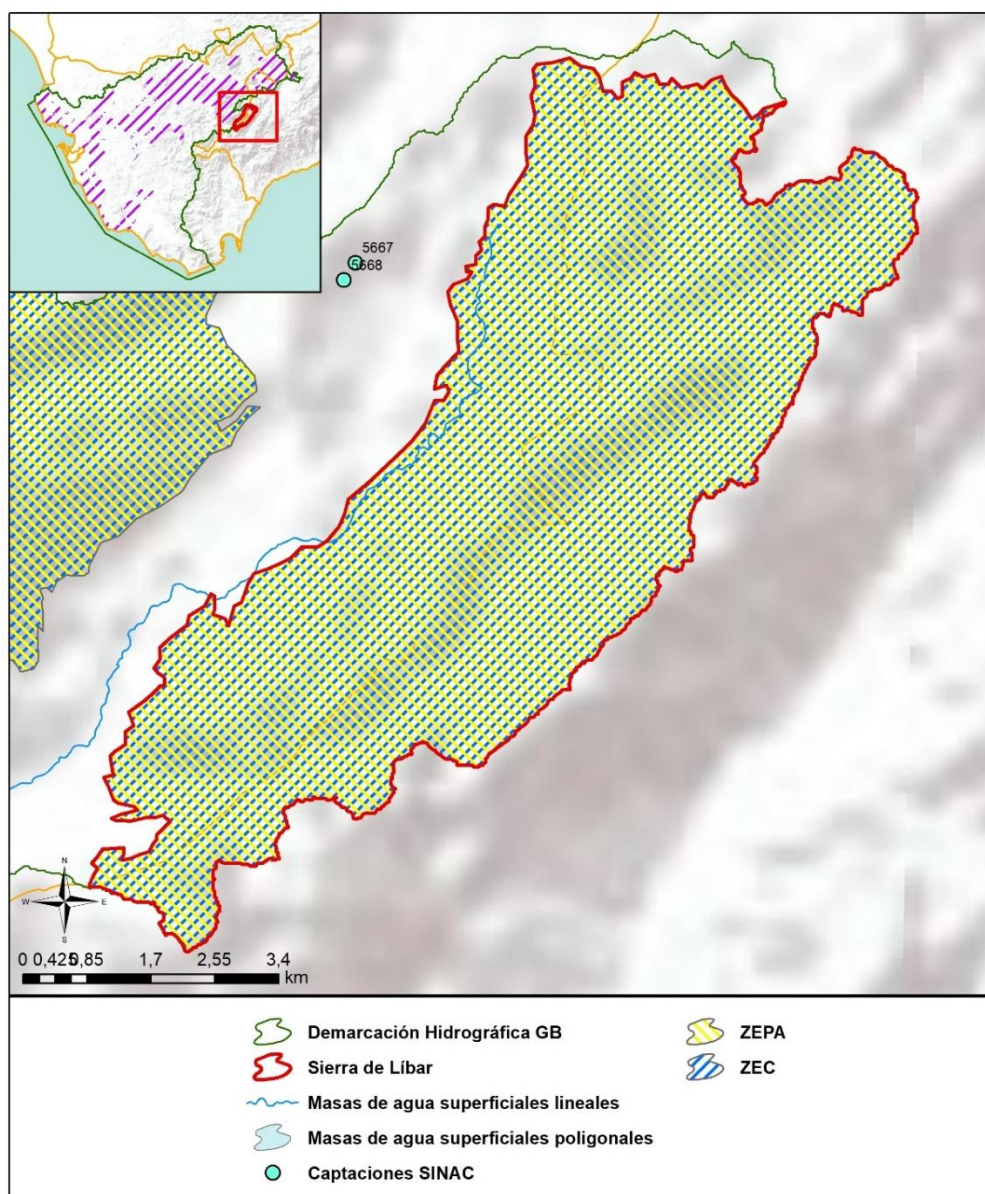 5667
5668
N
W E
S
0 0,425 0,85 1,7 2,55 3,4
km
Demarcación Hidrográfica GB
Sierra de Líbar
Masas de agua superficiales lineales
Masas de agua superficiales poligonales
Captaciones SINAC
ZEPA
ZEC